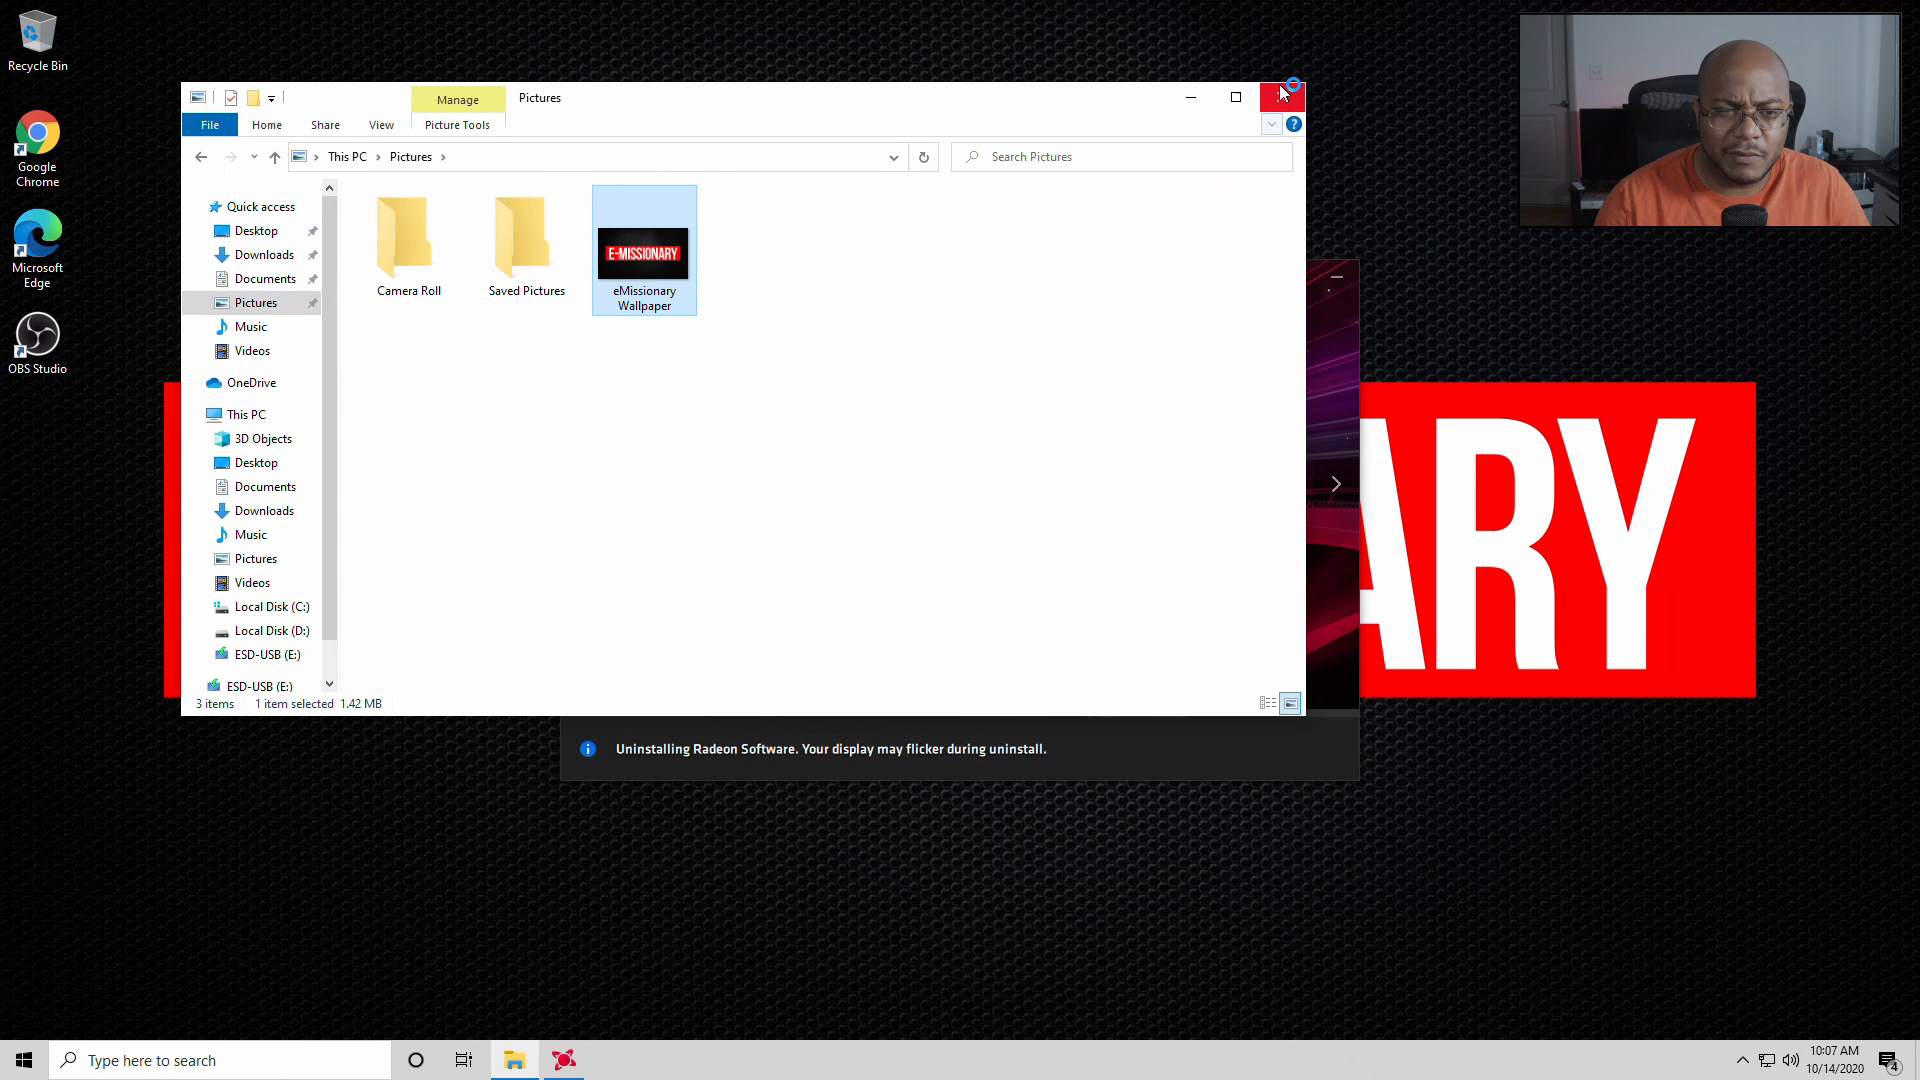 Recycle Bin
Google
Chrome
Microsoft
Edge
OBS Studio
Manage
Pictures
File
Home
Share
View
Picture Tools
This PC
Pictures
Search Pictures
Quick access
Desktop
Downloads
Documents
Pictures
Music
Videos
OneDrive
This PC
3D Objects
Desktop
Documents
Downloads
Music
Pictures
Videos
Local Disk (C:)
Local Disk (D:)
ESD-USB (E:)
ESD-USB (E:)
Camera Roll
Saved Pictures
E-MISSIONARY
eMissionary
Wallpaper
3 items
1 item selected
1.42 MB
ARY
Uninstalling Radeon Software. Your display may flicker during uninstall.
Type here to search
10:07 AM
10/14/2020
4